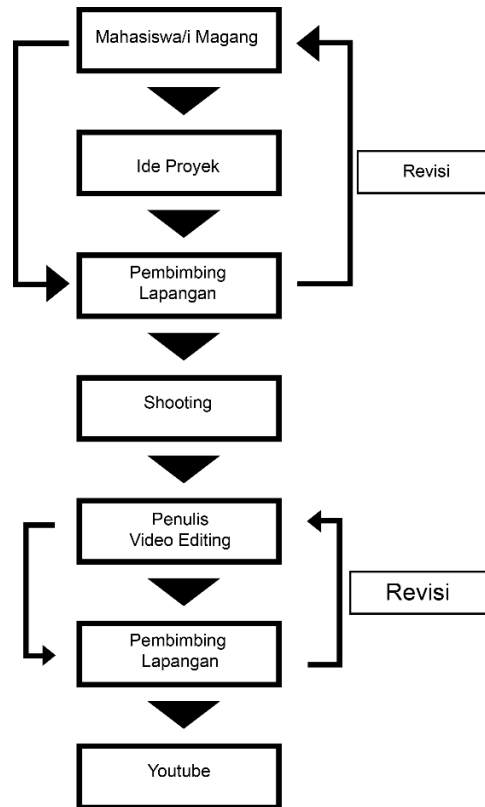 Mahasiswa/i Magang
Ide Proyek
Revisi
Pembimbing
Lapangan
Shooting
Penulis
Video Editing
Revisi
Pembimbing
Lapangan
Youtube